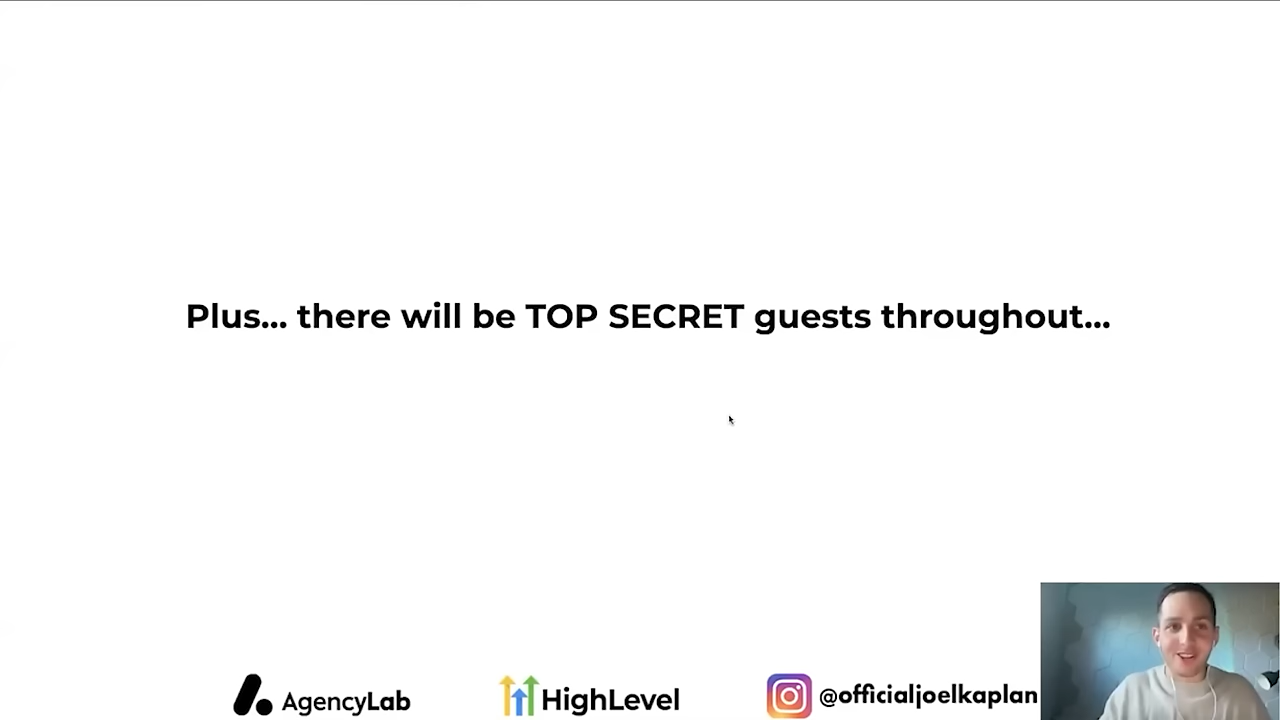 Plus... there will be TOP SECRET guests throughout...
AgencyLab
HighLevel
@officialjoelkaplan